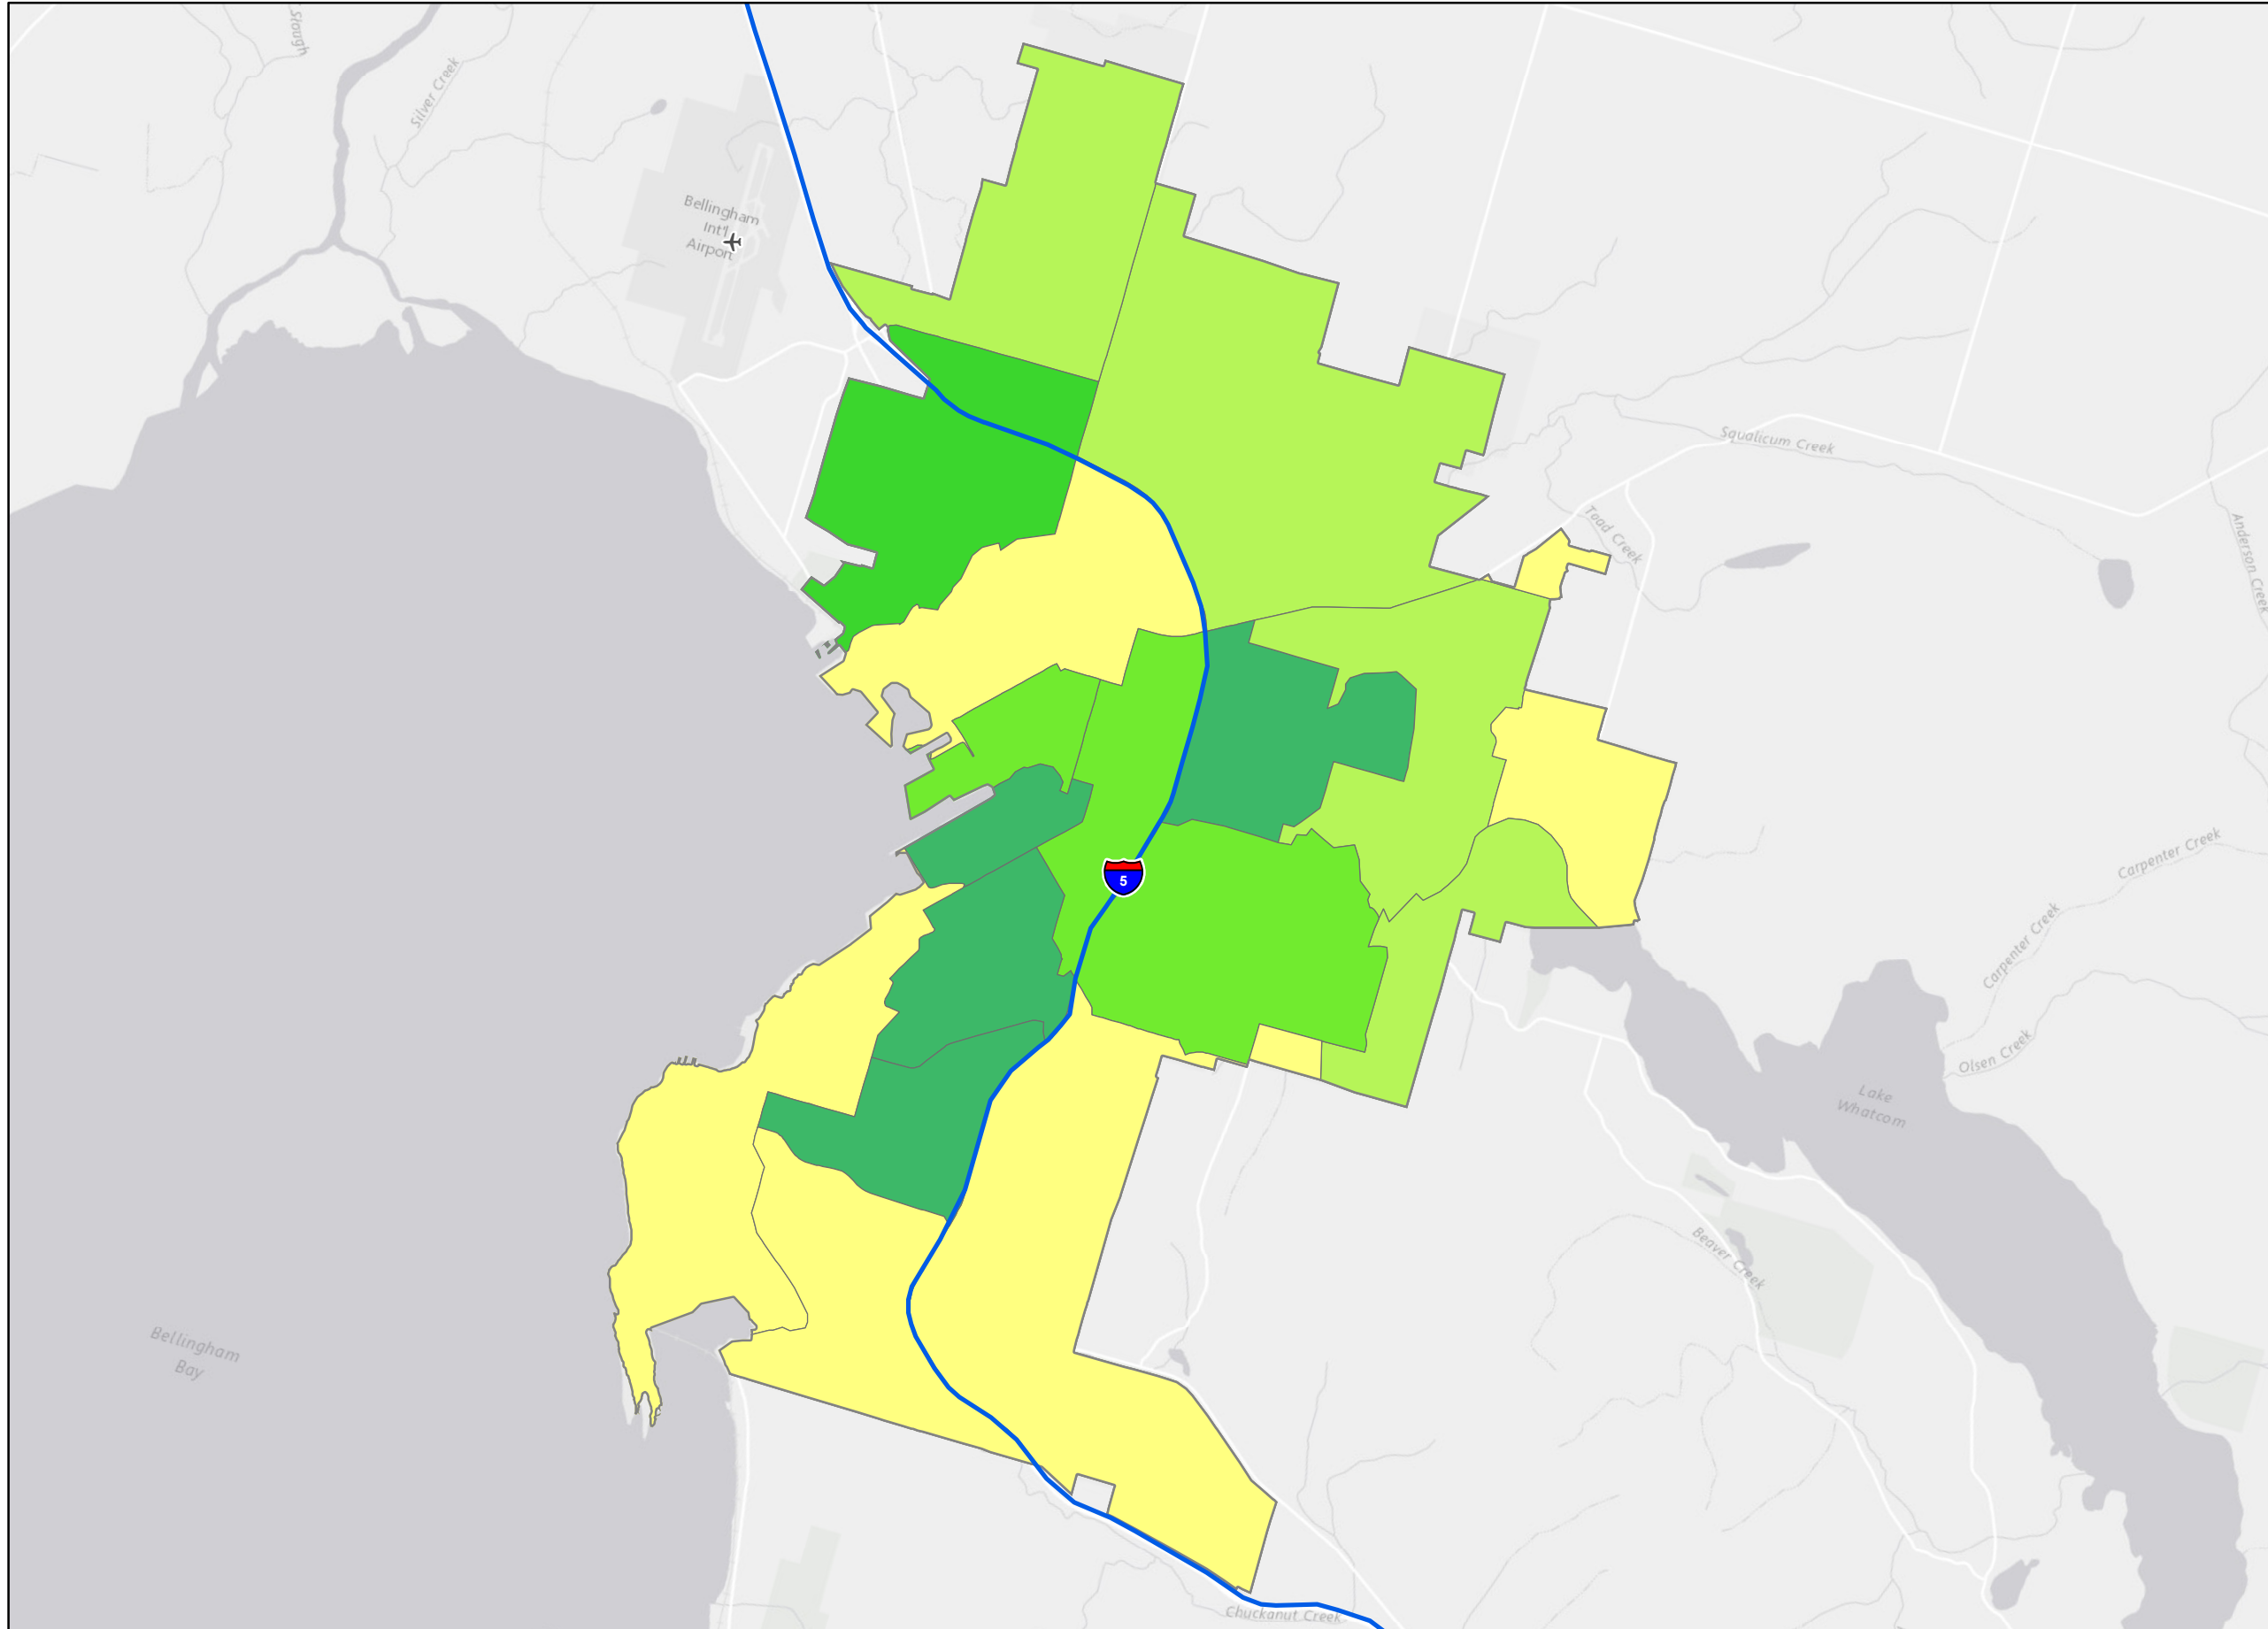 Slough
Silver Creek
Bellingham
Int'l
Airport
Squalicum Creek
Toad Creek
Anderson Creek
5
Carpenter Creek
Carpenter Creek
Olsen Creek
Lake
Whatcom
Beaver Creek
Bellingham
Bay
Chuckanut Creek